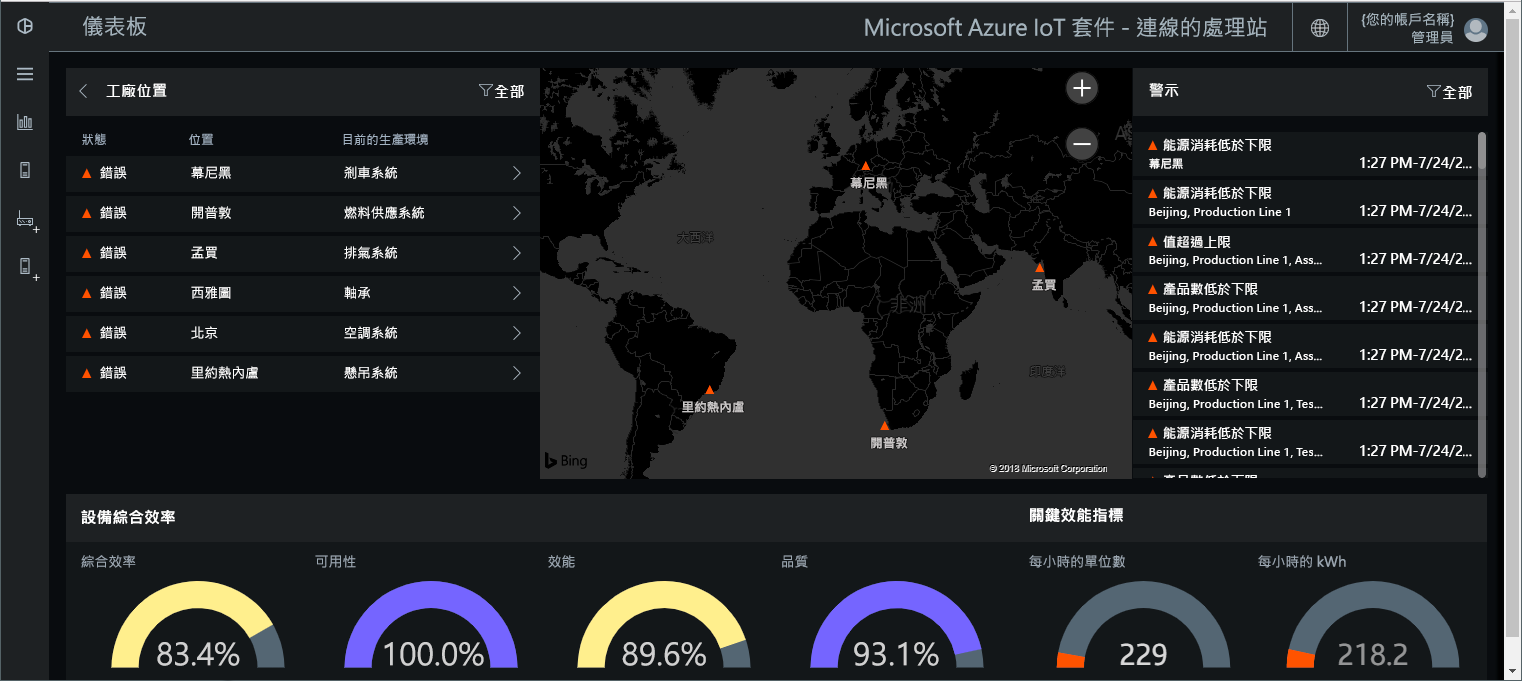 儀表板
Microsoft Azure IoT 套件 - 連線的處理站
{您的帳戶名稱}
管理員
工廠位置
全部
狀態 位置 目前的生產環境
錯誤 幕尼黑 剎車系統
錯誤 開普敦 燃料供應系統
錯誤 孟買 排氣系統
錯誤 西雅圖 軸承
錯誤 北京 空調系統
錯誤 里約熱內盧 懸吊系統
大西洋
非洲
印度洋
幕尼黑
孟買
里約熱內盧
開普敦
Bing
© 2018 Microsoft Corporation
警示
全部
能源消耗低於下限
幕尼黑 1:27 PM-7/24/2...
能源消耗低於下限
Beijing, Production Line 1 1:27 PM-7/24/2...
值超過上限
Beijing, Production Line 1, Ass... 1:27 PM-7/24/2...
產品數低於下限
Beijing, Production Line 1, Ass... 1:27 PM-7/24/2...
能源消耗低於下限
Beijing, Production Line 1, Ass... 1:27 PM-7/24/2...
產品數低於下限
Beijing, Production Line 1, Tes... 1:27 PM-7/24/2...
能源消耗低於下限
Beijing, Production Line 1, Tes... 1:27 PM-7/24/2...
產品數低於下限
設備綜合效率
關鍵效能指標
綜合效率 可用性 效能 品質 每小時的單位數 每小時的 kWh
83.4% 100.0% 89.6% 93.1% 229 218.2